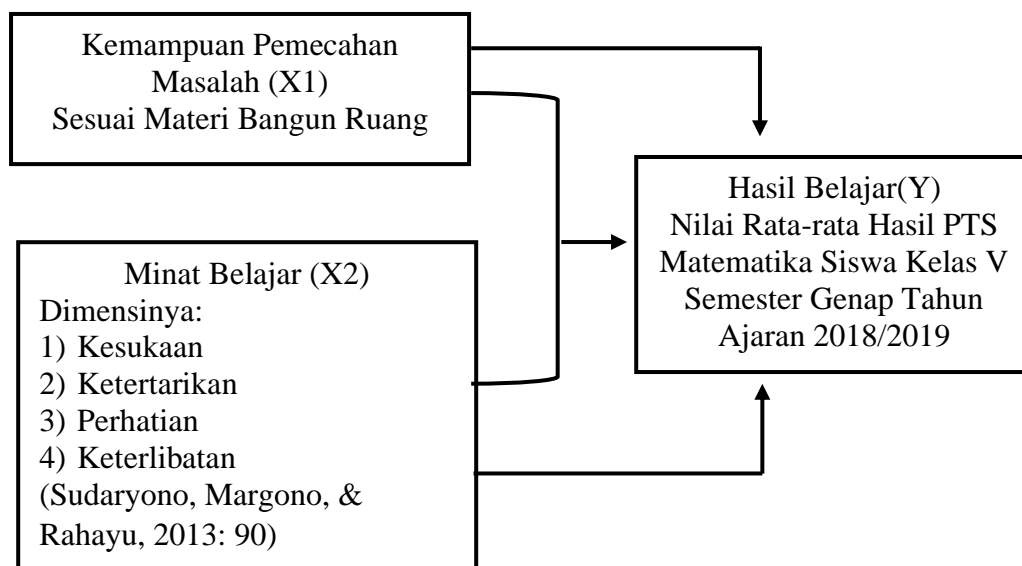 Kemampuan Pemecahan
Masalah (X1)
Sesuai Materi Bangun Ruang
Minat Belajar (X2)
Dimensinya:
1) Kesukaan
2) Ketertarikan
3) Perhatian
4) Keterlibatan
(Sudaryono, Margono, &
Rahayu, 2013: 90)
Hasil Belajar(Y)
Nilai Rata-rata Hasil PTS
Matematika Siswa Kelas V
Semester Genap Tahun
Ajaran 2018/2019